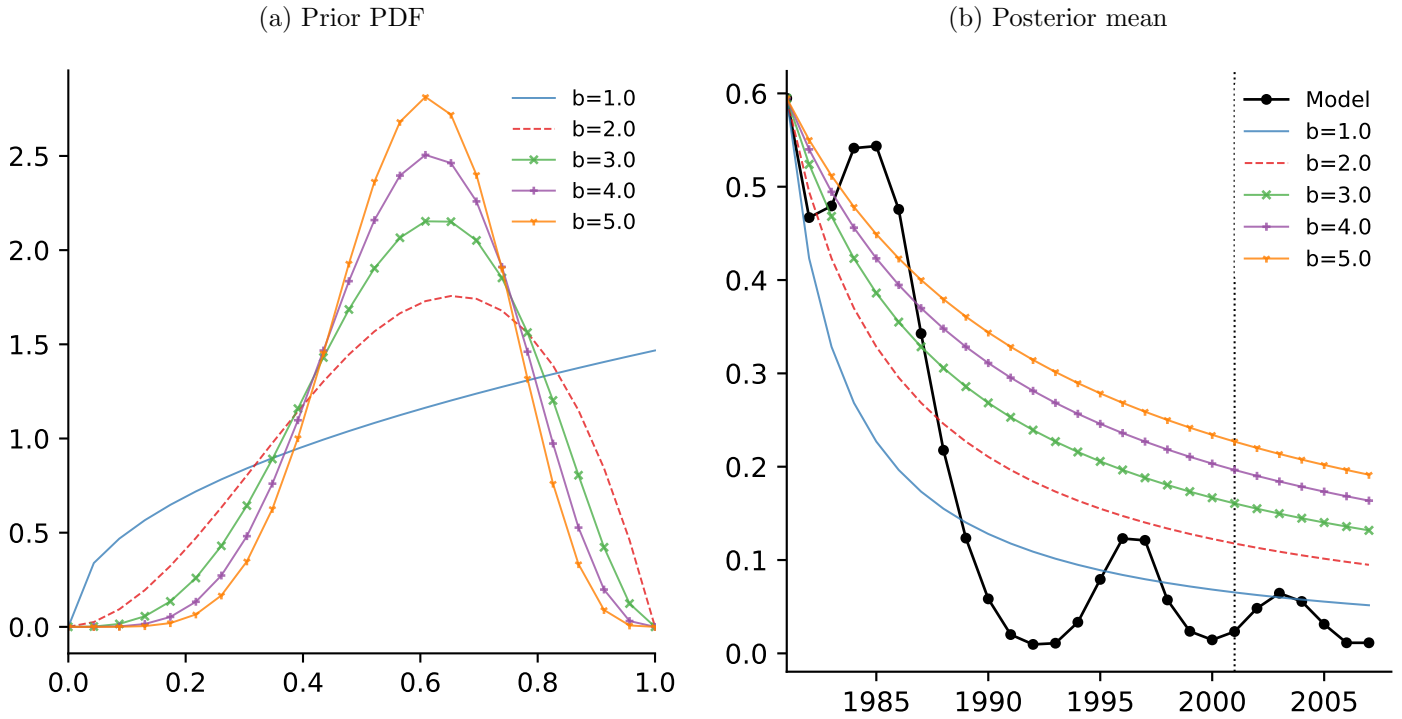 (a) Prior PDF
b=1.0
b=2.0
b=3.0
b=4.0
b=5.0
2.5
2.0
1.5
1.0
0.5
0.0
0.0 0.2 0.4 0.6 0.8 1.0
(b) Posterior mean
Model
b=1.0
b=2.0
b=3.0
b=4.0
b=5.0
0.6
0.5
0.4
0.3
0.2
0.1
0.0
1985 1990 1995 2000 2005